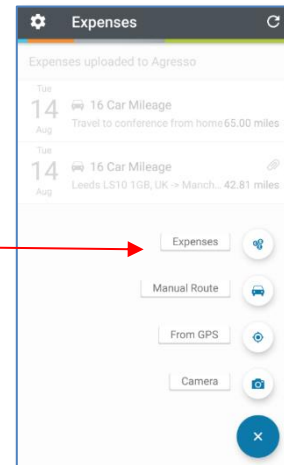 Expenses
Expenses uploaded to Agresso
Tue
14
Aug
16 Car Mileage
Travel to conference from home 65.00 miles
Tue
14
Aug
16 Car Mileage
Leeds LS10 1GB, UK -> Manch... 42.81 miles
Expenses
Manual Route
From GPS
Camera